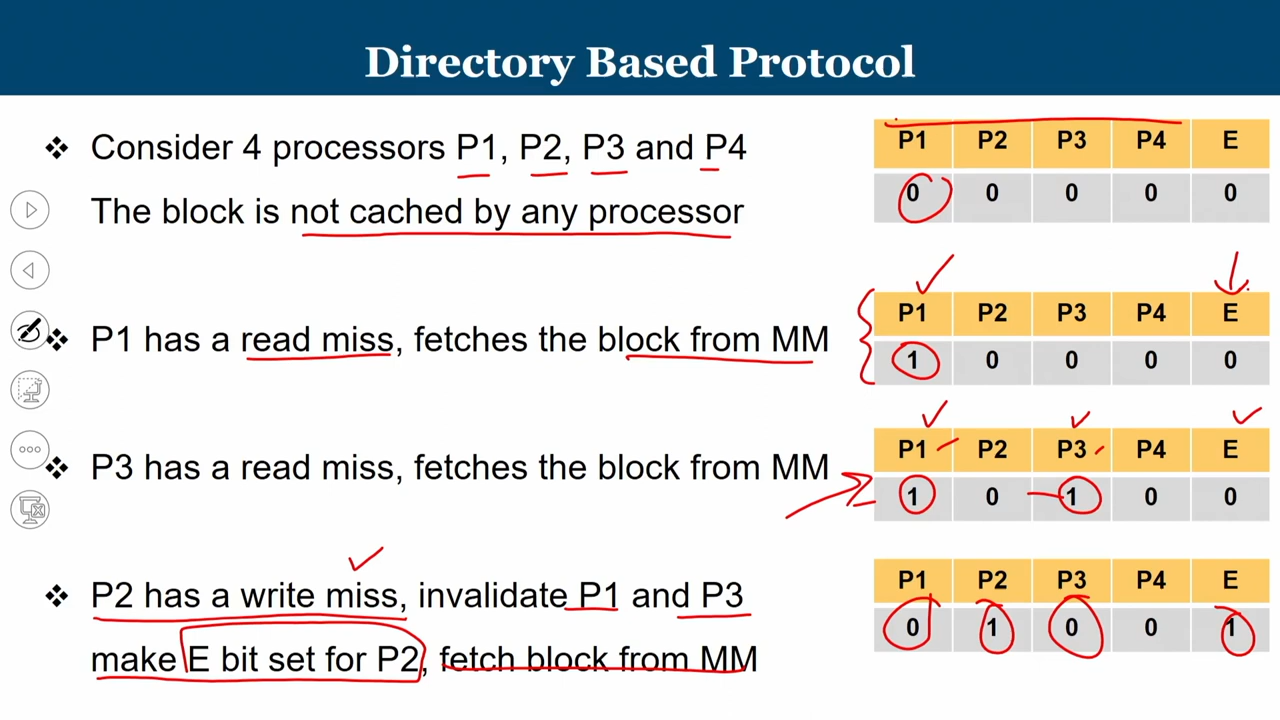 Directory Based Protocol
❖ Consider 4 processors P1, P2, P3 and P4
The block is not cached by any processor
P1 P2 P3 P4 E
0 0 0 0 0
❖ P1 has a read miss, fetches the block from MM
P1 P2 P3 P4 E
1 0 0 0 0
❖ P3 has a read miss, fetches the block from MM
P1 P2 P3 P4 E
1 0 1 0 0
❖ P2 has a write miss, invalidate P1 and P3
make E bit set for P2, fetch block from MM
P1 P2 P3 P4 E
0 1 0 0 1